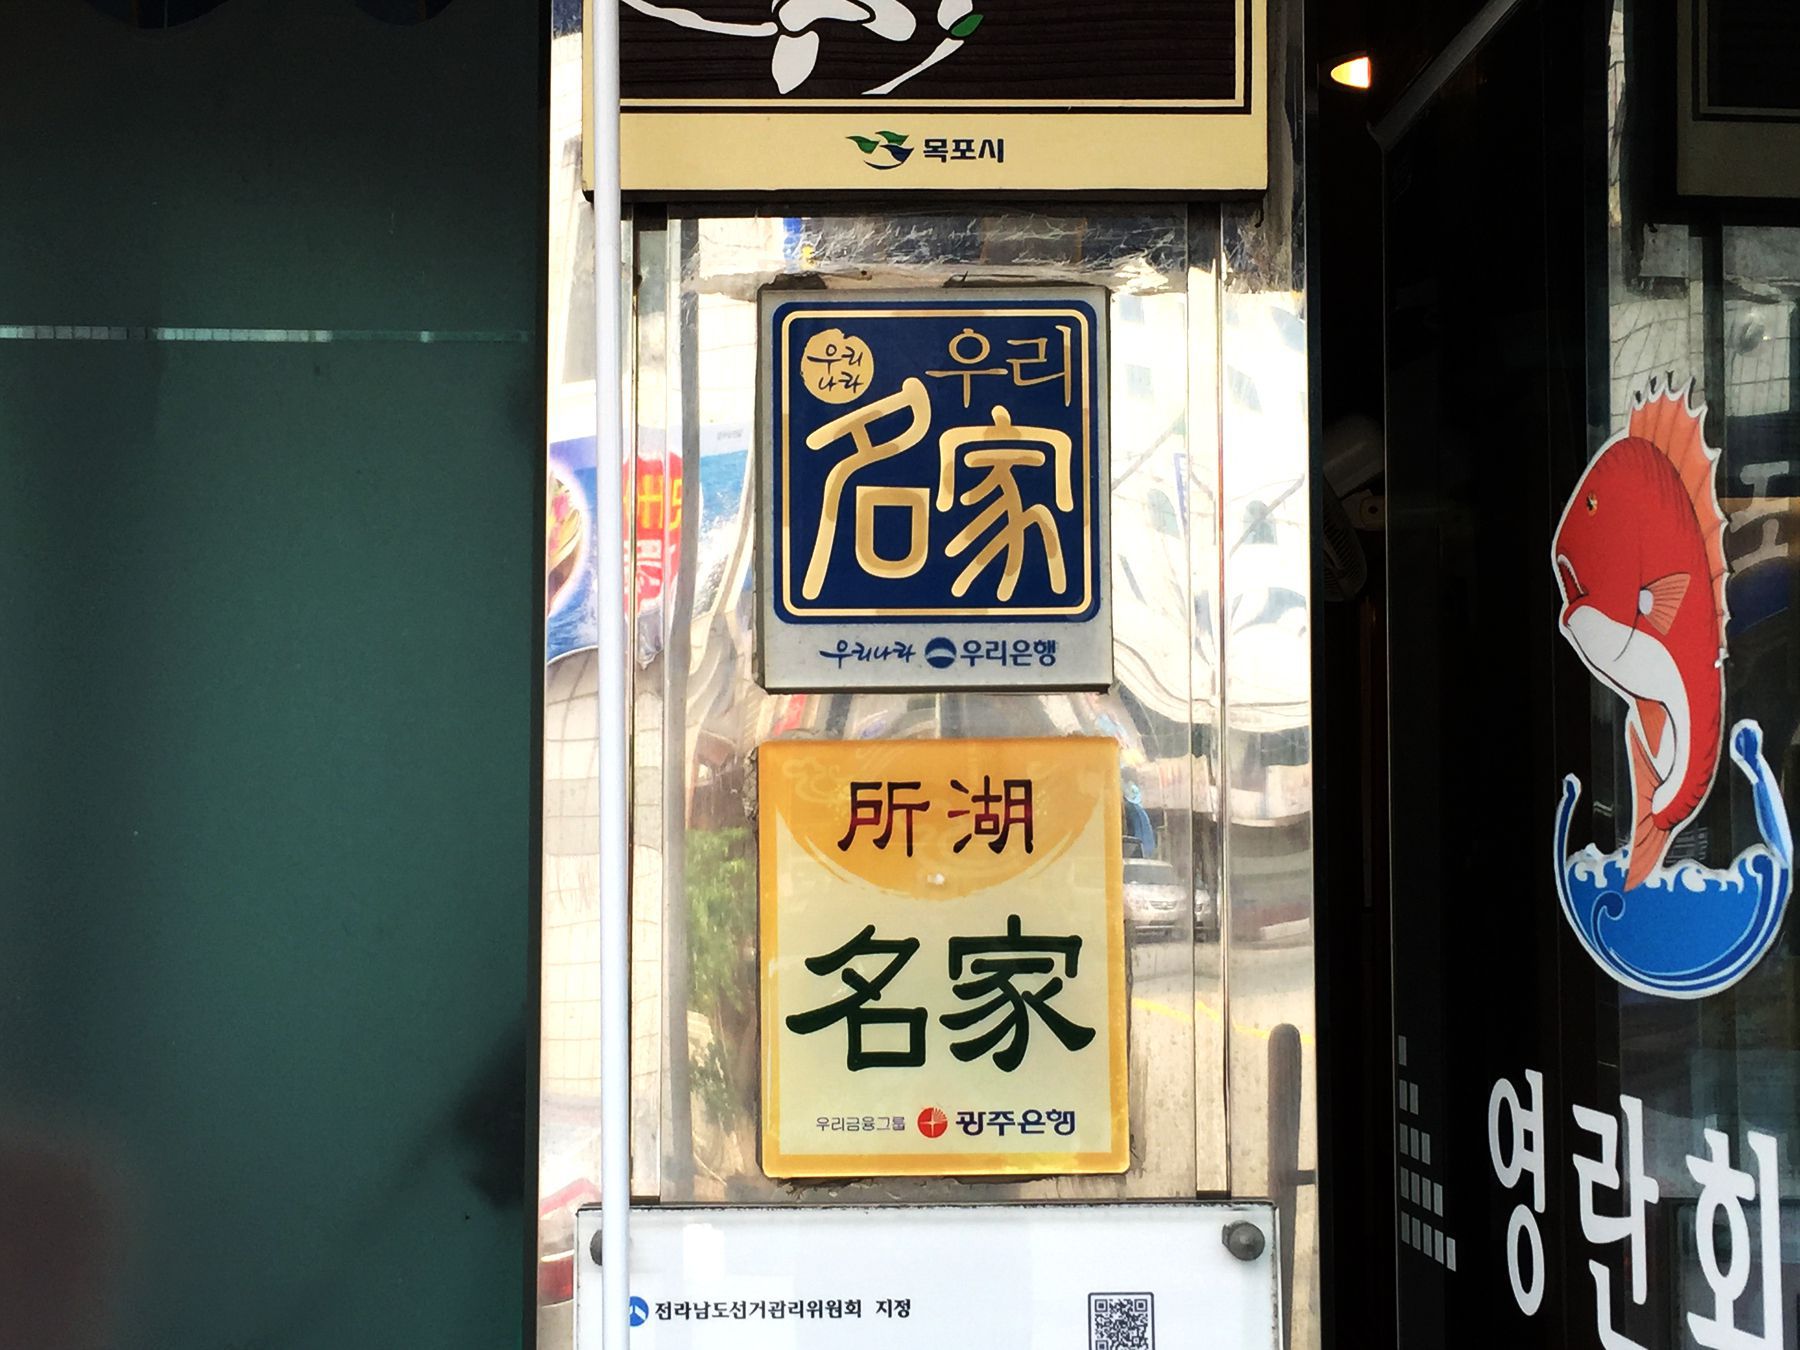 목포시
우리
나라
우리
名家
우리나라 우리은행
所湖
名家
우리금융그룹 광주은행
전라남도선거관리위원회 지정
영란회